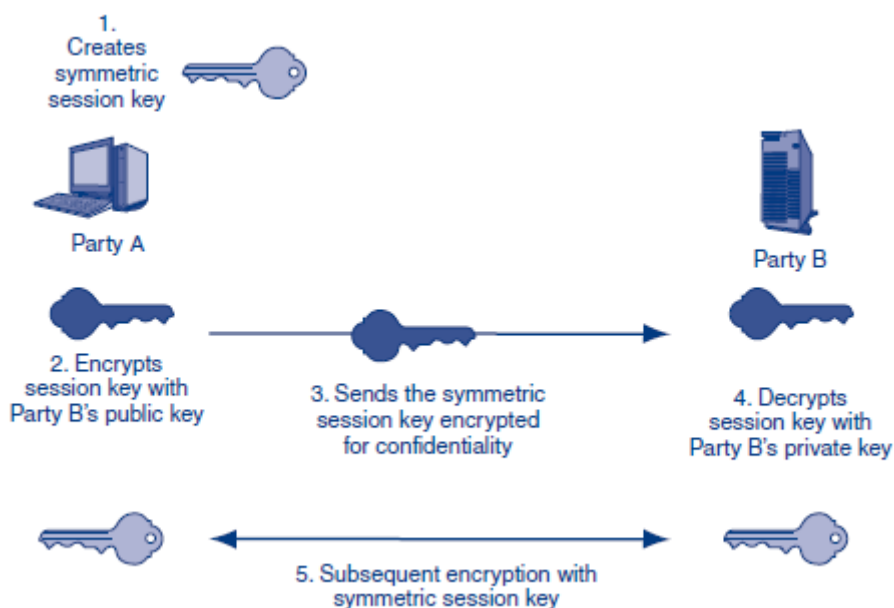 1.
Creates
symmetric
session key
Party A
Party B
2. Encrypts
session key with
Party B's public key
3. Sends the symmetric
session key encrypted
for confidentiality
4. Decrypts
session key with
Party B's private key
5. Subsequent encryption with
symmetric session key